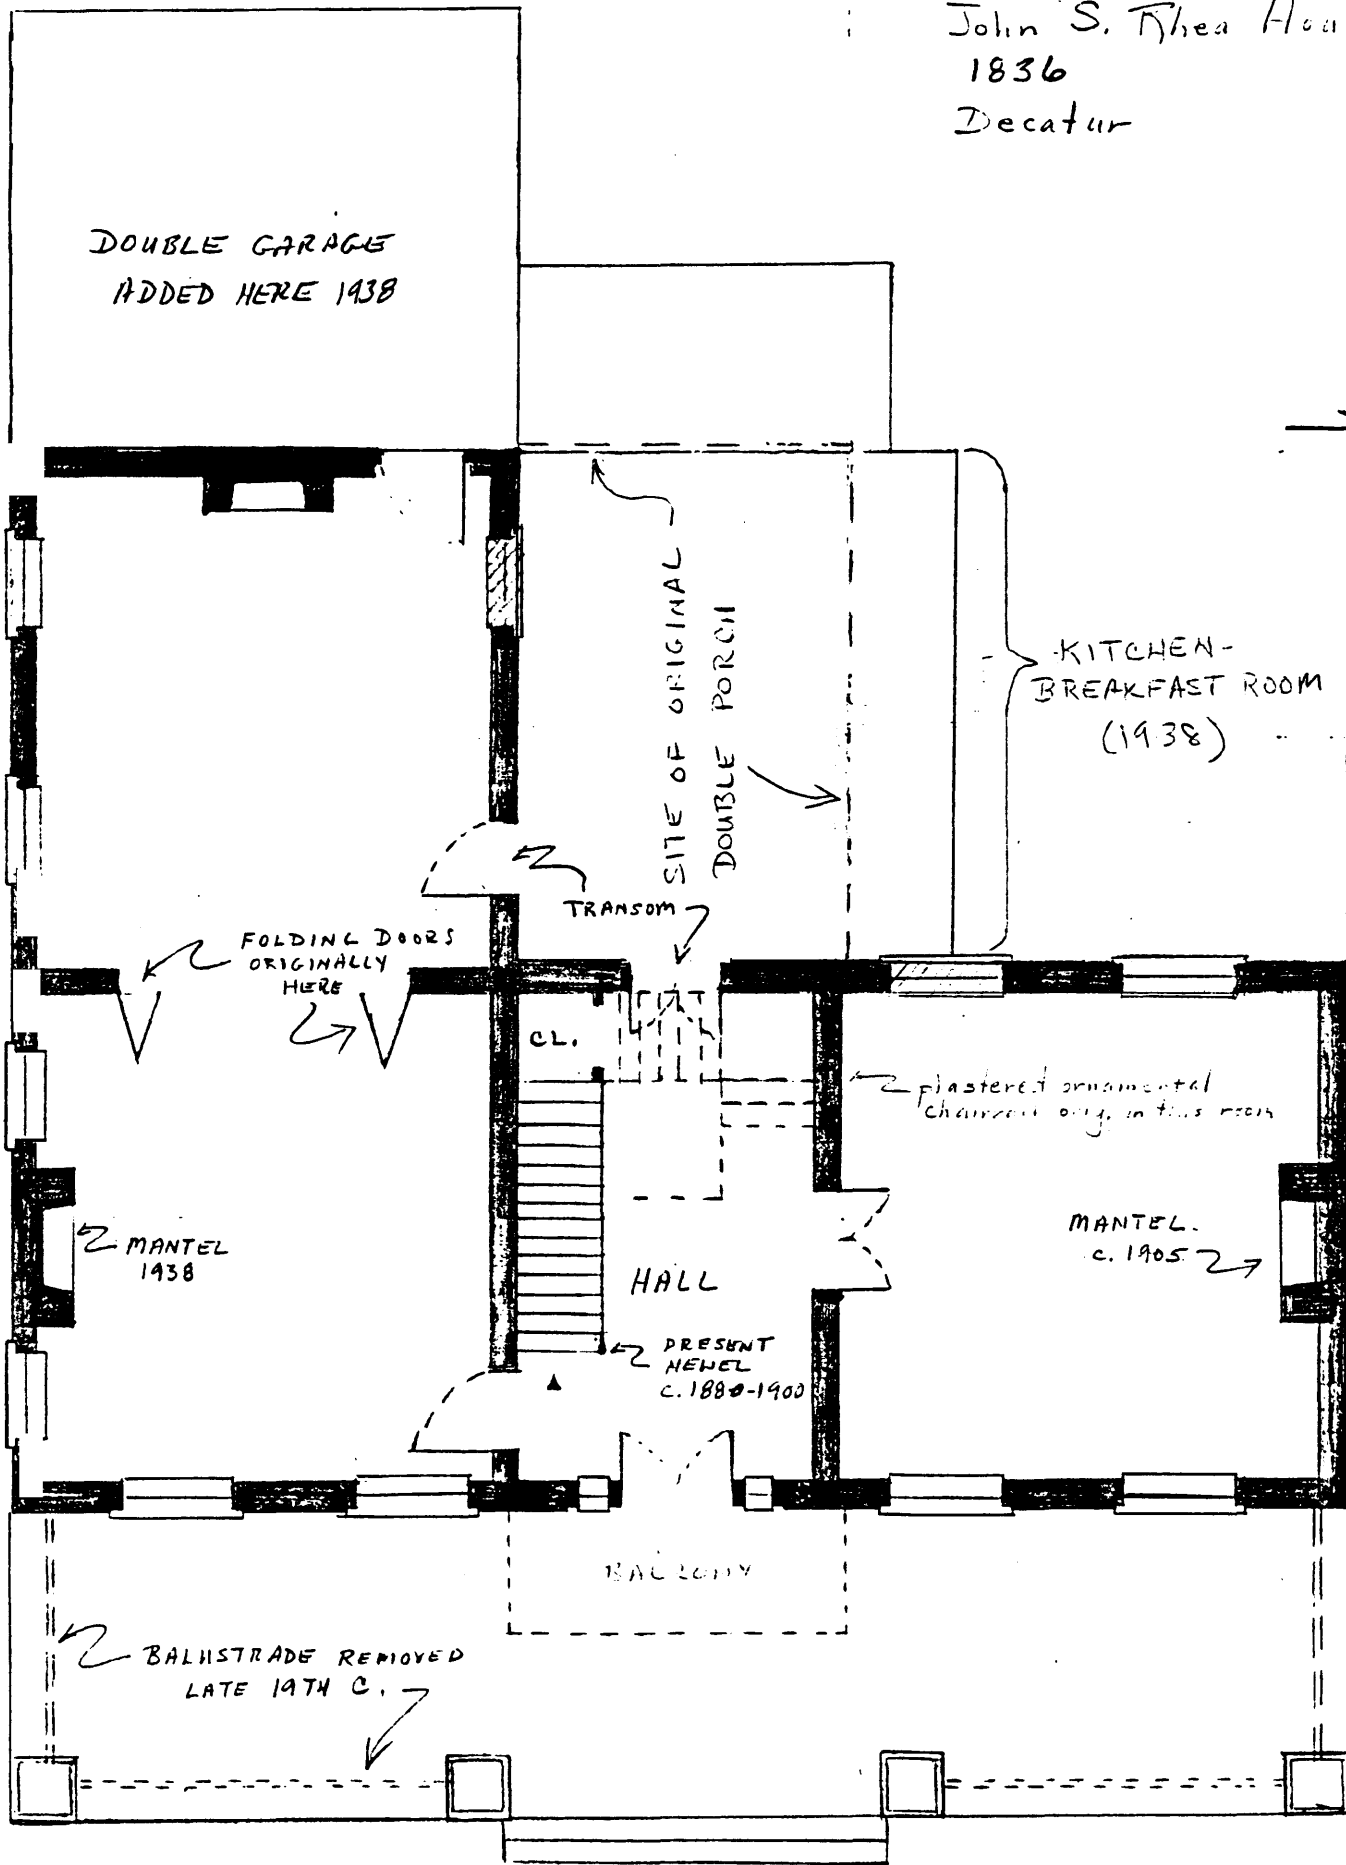 John S. Rhea
1836
Decatur
DOUBLE GARAGE
ADDED HERE 1938
SITE OF ORIGINAL
DOUBLE PORCH
KITCHEN-
BREAKFAST ROOM
(1938)
TRANSOM
FOLDING DOORS
ORIGINALLY
HERE
CL.
plastered ornamental
in this room
MANTEL
1938
MANTEL.
C. 1905
HALL
PRESENT
NEWEL
C. 1880-1900
BALCONY
BALUSTRADE REMOVED
LATE 19TH C.